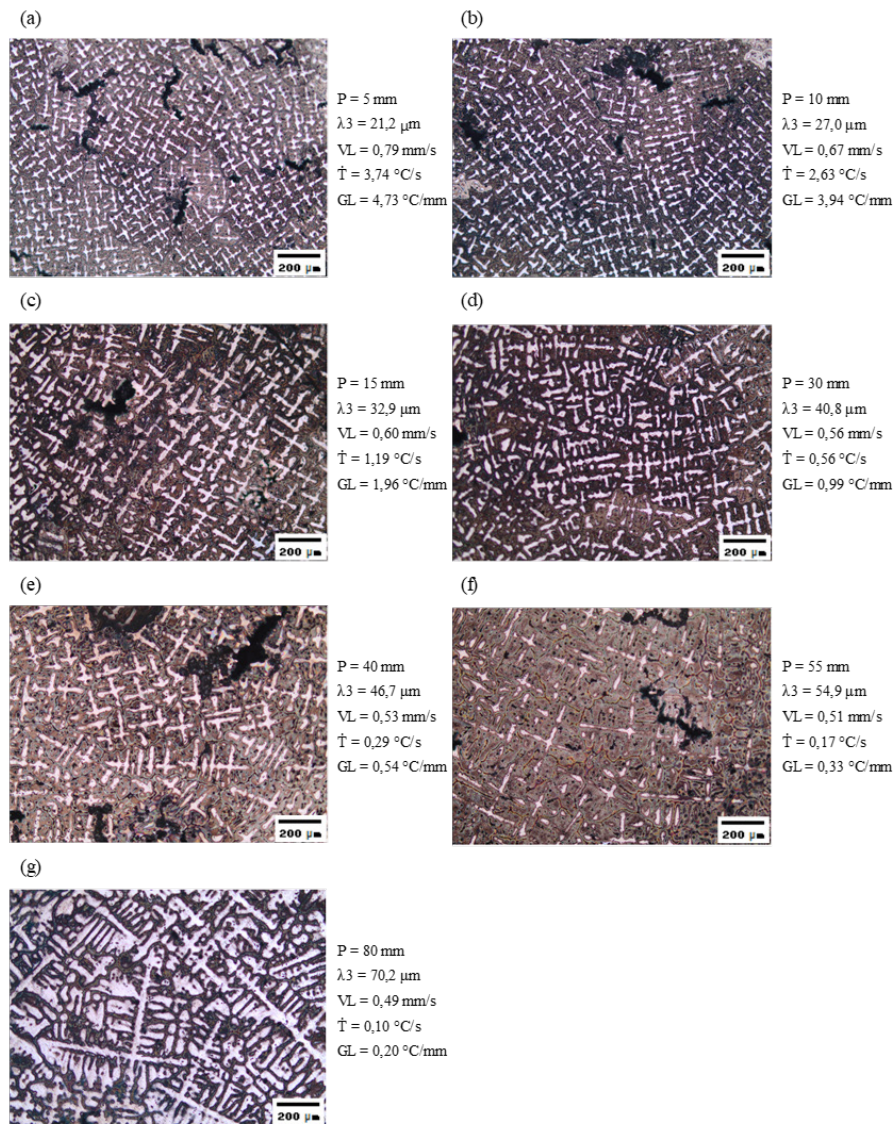 (a)
P = 5 mm
λ3 = 21,2 μm
VL = 0,79 mm/s
Ṫ = 3,74 °C/s
GL = 4,73 °C/mm
200 μm
(b)
P = 10 mm
λ3 = 27,0 μm
VL = 0,67 mm/s
Ṫ = 2,63 °C/s
GL = 3,94 °C/mm
200 μm
(c)
P = 15 mm
λ3 = 32,9 μm
VL = 0,60 mm/s
Ṫ = 1,19 °C/s
GL = 1,96 °C/mm
200 μm
(d)
P = 30 mm
λ3 = 40,8 μm
VL = 0,56 mm/s
Ṫ = 0,56 °C/s
GL = 0,99 °C/mm
200 μm
(e)
P = 40 mm
λ3 = 46,7 μm
VL = 0,53 mm/s
Ṫ = 0,29 °C/s
GL = 0,54 °C/mm
200 μm
(f)
P = 55 mm
λ3 = 54,9 μm
VL = 0,51 mm/s
Ṫ = 0,17 °C/s
GL = 0,33 °C/mm
200 μm
(g)
P = 80 mm
λ3 = 70,2 μm
VL = 0,49 mm/s
Ṫ = 0,10 °C/s
GL = 0,20 °C/mm
200 μm